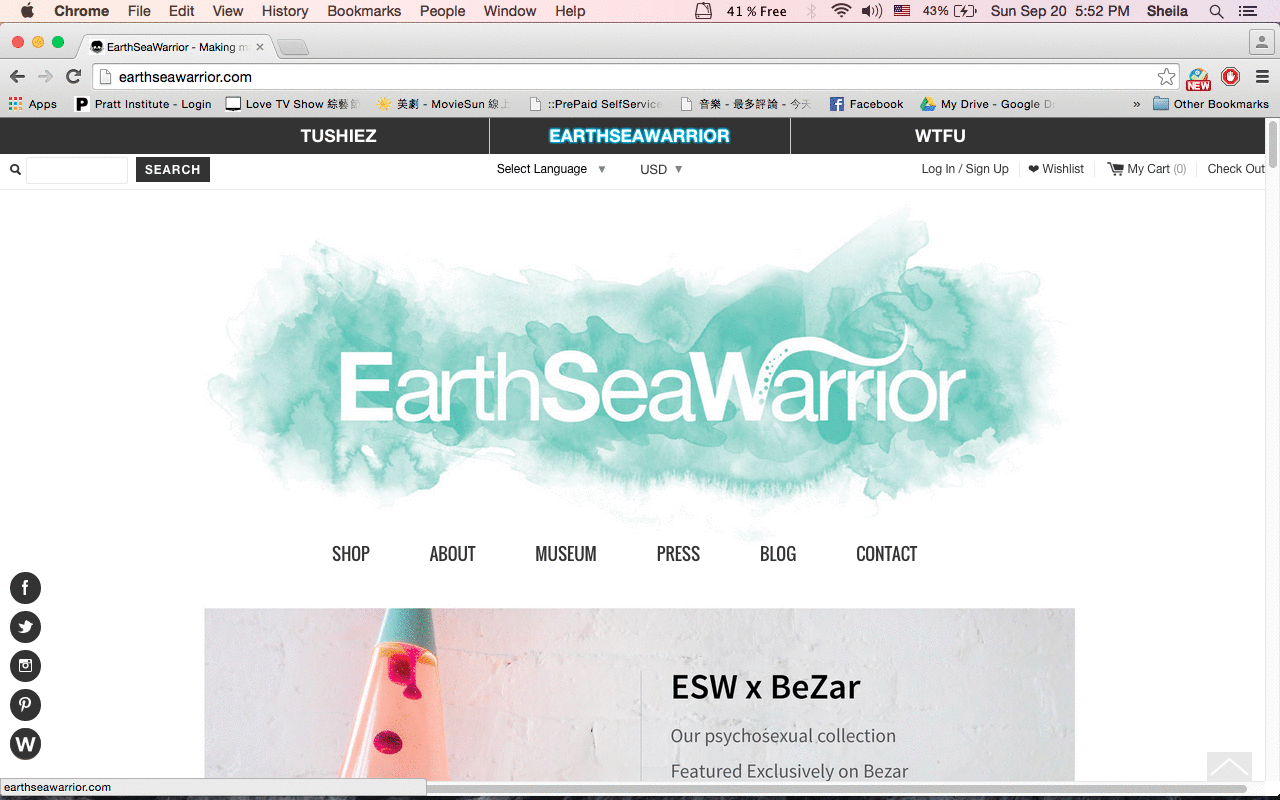 Chrome File Edit View History Bookmarks People Window Help 41 % Free 43% Sun Sep 20 5:52 PM Sheila
EarthSeaWarrior - Making m
earthseawarrior.com
NEW
Apps P Pratt Institute - Login Love TV Show 綜藝 美劇 - MovieSun 線上 ::PrePaid SelfService 音樂 - 最多評論 - 今天 Facebook My Drive - Google Dr » Other Bookmarks
TUSHIEZ EARTHSEAWARRIOR WTFU
SEARCH Select Language ▼ USD ▼ Log In / Sign Up ❤ Wishlist My Cart (0) Check Out
EarthSeaWarrior
SHOP ABOUT MUSEUM PRESS BLOG CONTACT
ESW x BeZar
Our psychosexual collection
Featured Exclusively on Bezar
earthseawarrior.com